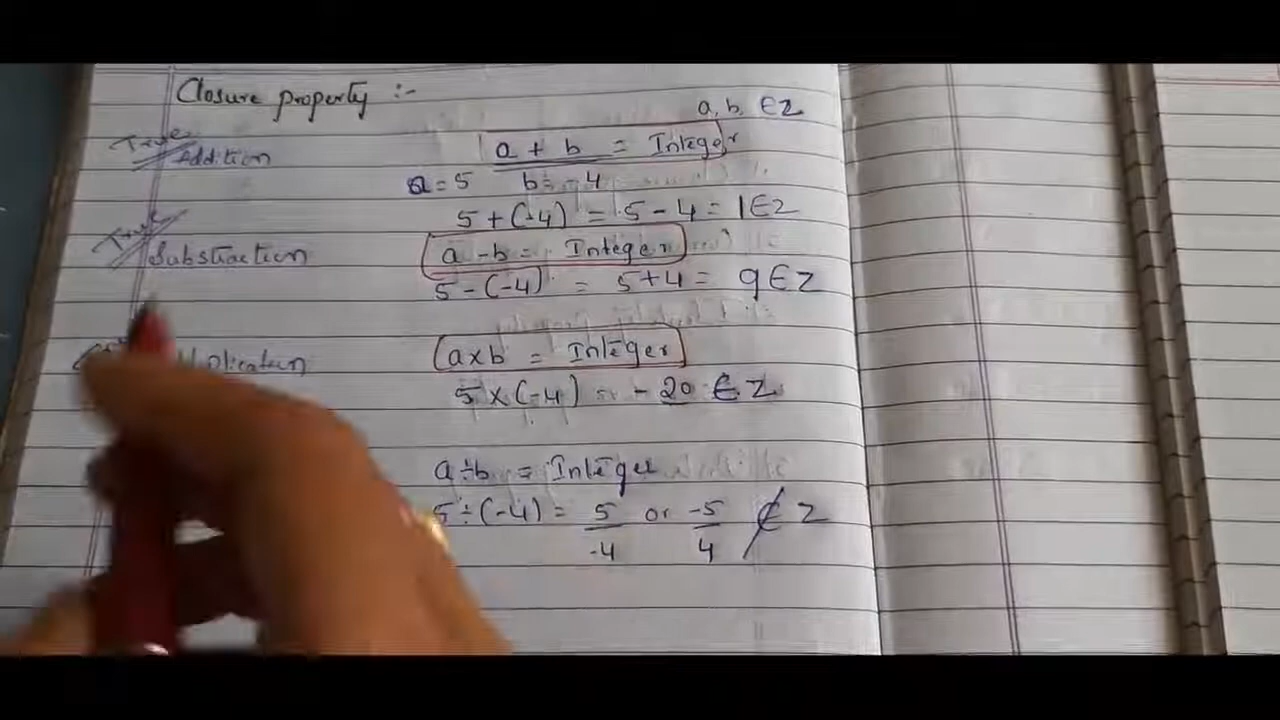 Closure property :-
a, b, ∈ Z
True
Addition a + b = Integer
a = 5 b = -4
5 + (-4) = 5 - 4 = 1 ∈ Z
True
Substraction a - b = Integer
5 - (-4) = 5 + 4 = 9 ∈ Z
a x b = Integer
5 x (-4) = - 20 ∈ Z
a ÷ b = Integer
5 ÷ (-4) = 5/-4 or -5/4 ∉ Z